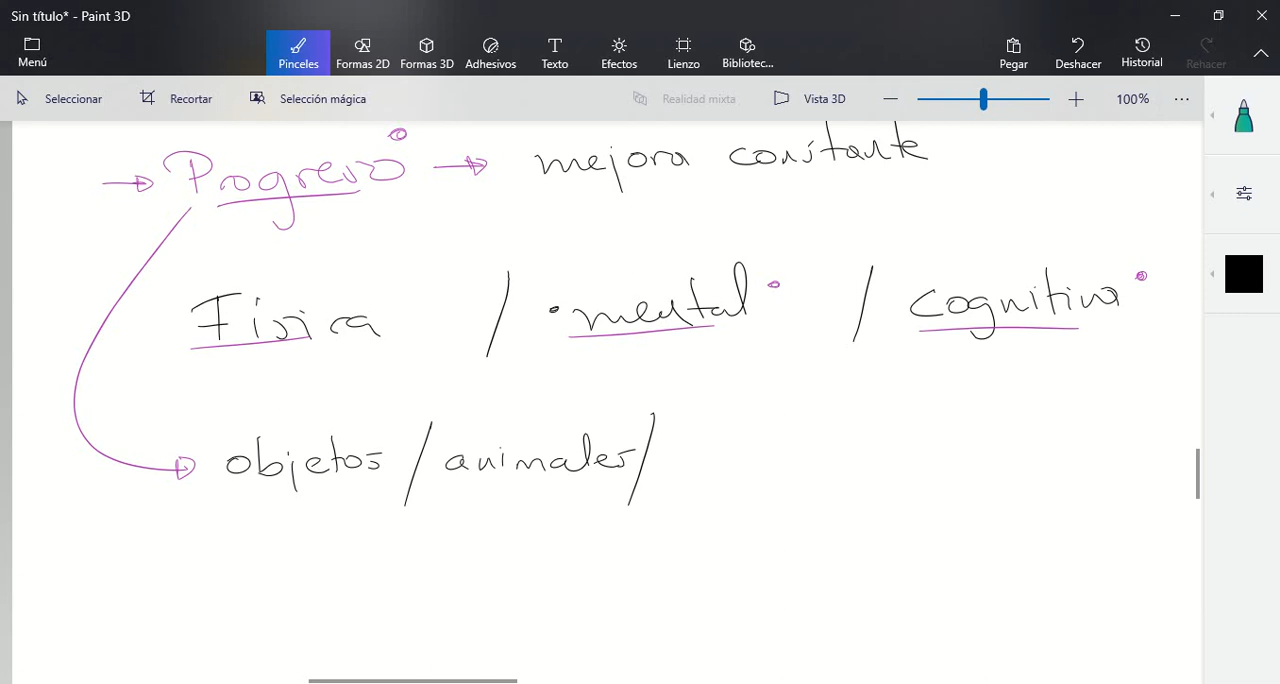 Sin título* - Paint 3D
Menú
Pinceles Formas 2D Formas 3D Adhesivos Texto Efectos Lienzo Bibliotec... Pegar Deshacer Historial Rehacer
Seleccionar Recortar Selección mágica Realidad mixta Vista 3D 100%
→ Progreso → mejora constante
Física / • mental / Cognitiva
objetos / animales /